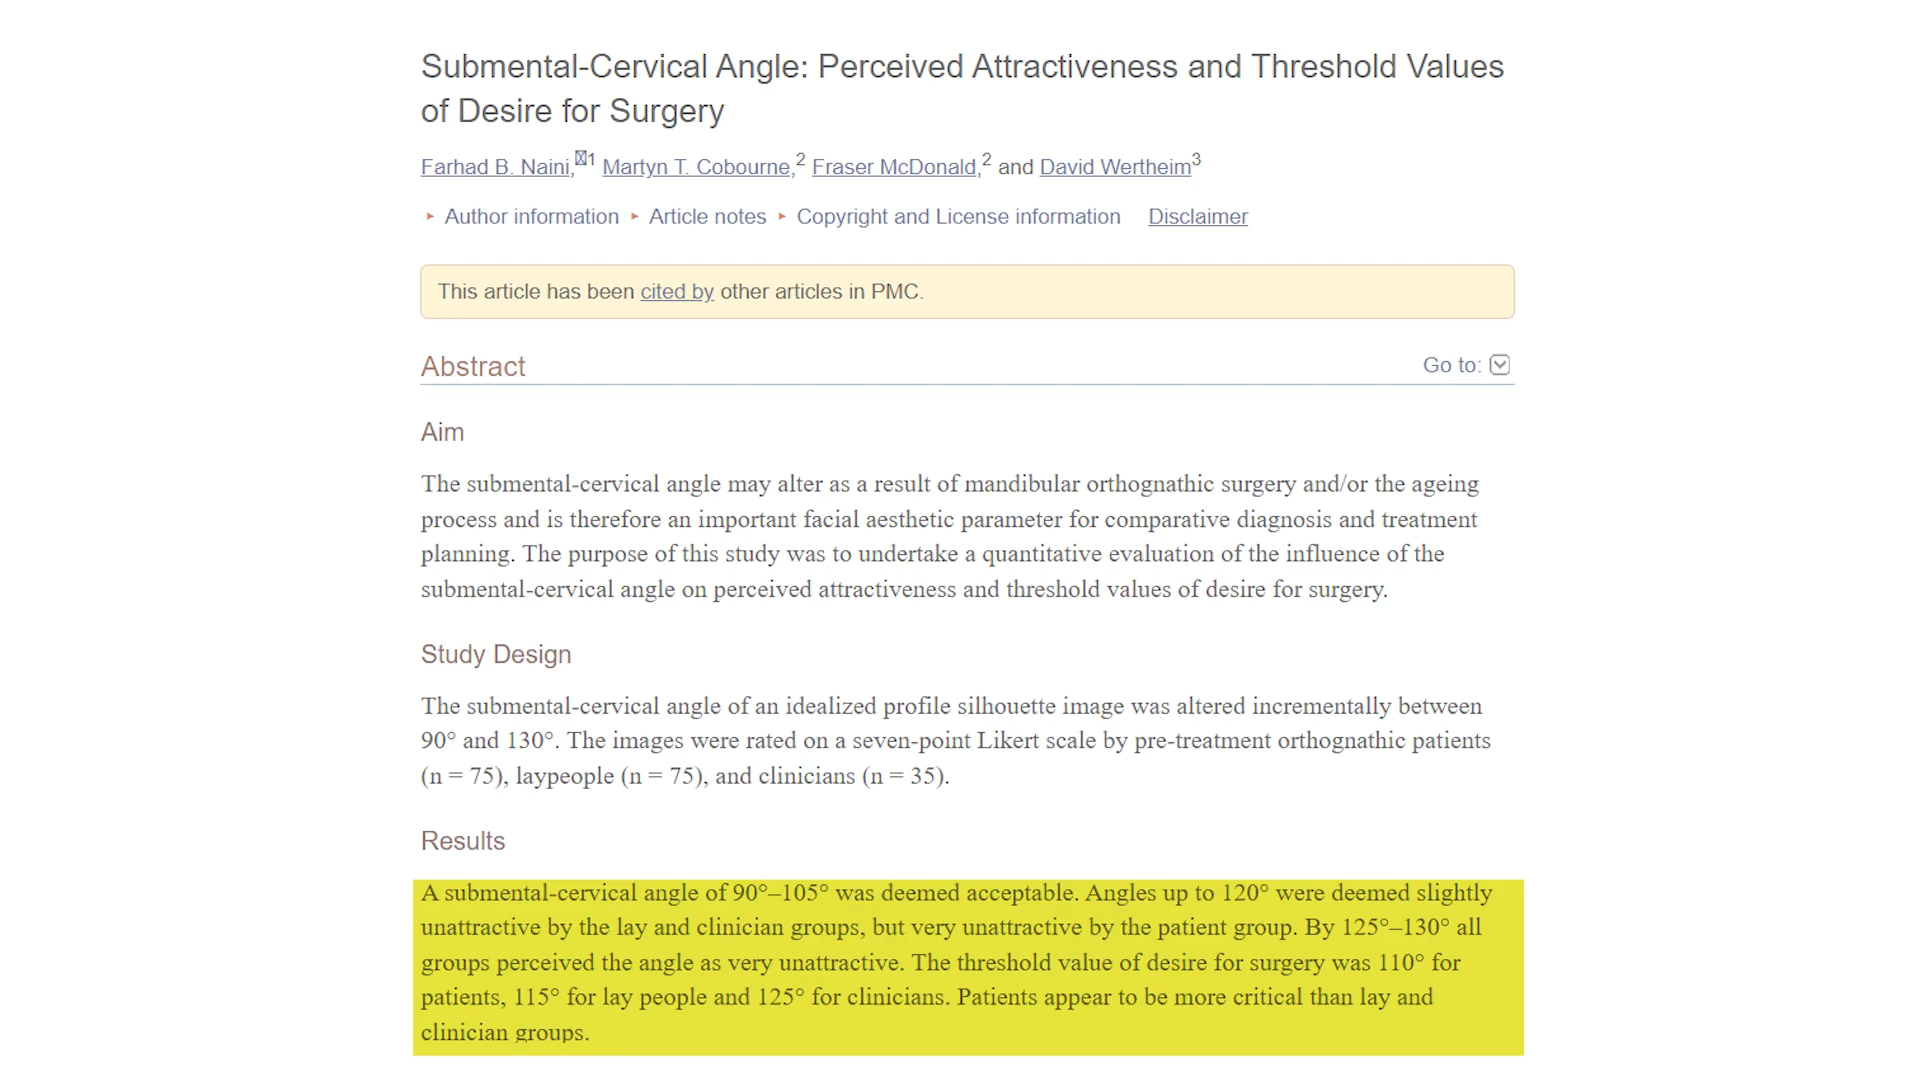 Submental-Cervical Angle: Perceived Attractiveness and Threshold Values
of Desire for Surgery
Farhad B. Naini,1 Martyn T. Cobourne,2 Fraser McDonald,2 and David Wertheim3
Author information Article notes Copyright and License information Disclaimer
This article has been cited by other articles in PMC.
Abstract Go to:
Aim
The submental-cervical angle may alter as a result of mandibular orthognathic surgery and/or the ageing
process and is therefore an important facial aesthetic parameter for comparative diagnosis and treatment
planning. The purpose of this study was to undertake a quantitative evaluation of the influence of the
submental-cervical angle on perceived attractiveness and threshold values of desire for surgery.
Study Design
The submental-cervical angle of an idealized profile silhouette image was altered incrementally between
90° and 130°. The images were rated on a seven-point Likert scale by pre-treatment orthognathic patients
(n = 75), laypeople (n = 75), and clinicians (n = 35).
Results
A submental-cervical angle of 90°–105° was deemed acceptable. Angles up to 120° were deemed slightly
unattractive by the lay and clinician groups, but very unattractive by the patient group. By 125°–130° all
groups perceived the angle as very unattractive. The threshold value of desire for surgery was 110° for
patients, 115° for lay people and 125° for clinicians. Patients appear to be more critical than lay and
clinician groups.